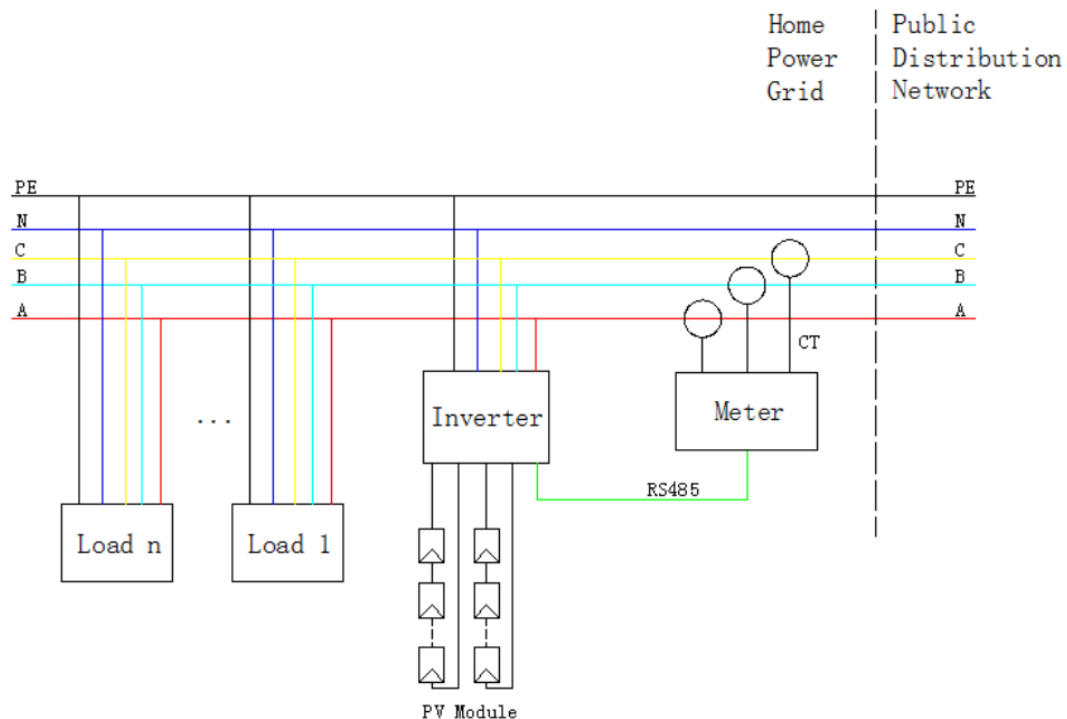 Home
Power
Grid
Public
Distribution
Network
PE
PE
N
N
C
C
B
B
A
A
CT
Inverter
Meter
...
RS485
Load n
Load 1
PV Module